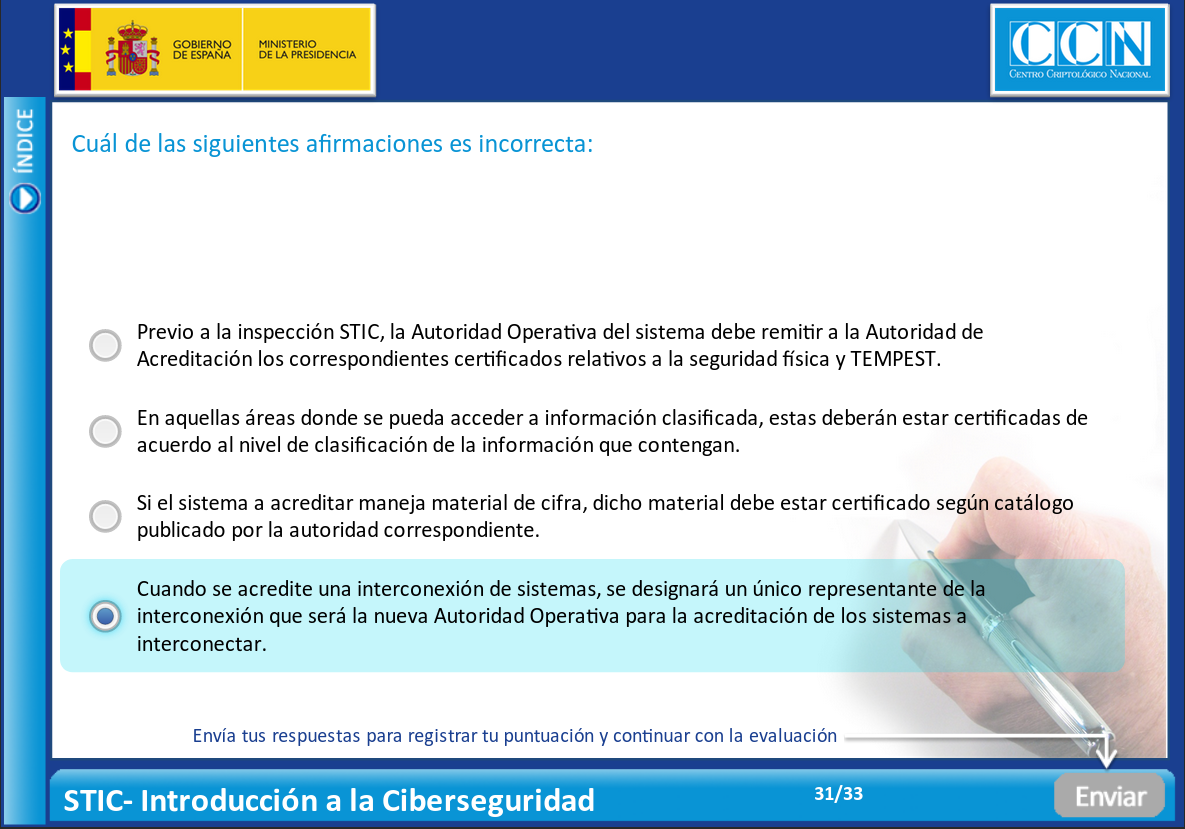 GOBIERNO
DE ESPAÑA
MINISTERIO
DE LA PRESIDENCIA
CCN
CENTRO CRIPTOLÓGICO NACIONAL
ÍNDICE
Cuál de las siguientes afirmaciones es incorrecta:
Previo a la inspección STIC, la Autoridad Operativa del sistema debe remitir a la Autoridad de
Acreditación los correspondientes certificados relativos a la seguridad física y TEMPEST.
En aquellas áreas donde se pueda acceder a información clasificada, estas deberán estar certificadas de
acuerdo al nivel de clasificación de la información que contengan.
Si el sistema a acreditar maneja material de cifra, dicho material debe estar certificado según catálogo
publicado por la autoridad correspondiente.
Cuando se acredite una interconexión de sistemas, se designará un único representante de la
interconexión que será la nueva Autoridad Operativa para la acreditación de los sistemas a
interconectar.
Envía tus respuestas para registrar tu puntuación y continuar con la evaluación
STIC- Introducción a la Ciberseguridad
31/33
Enviar